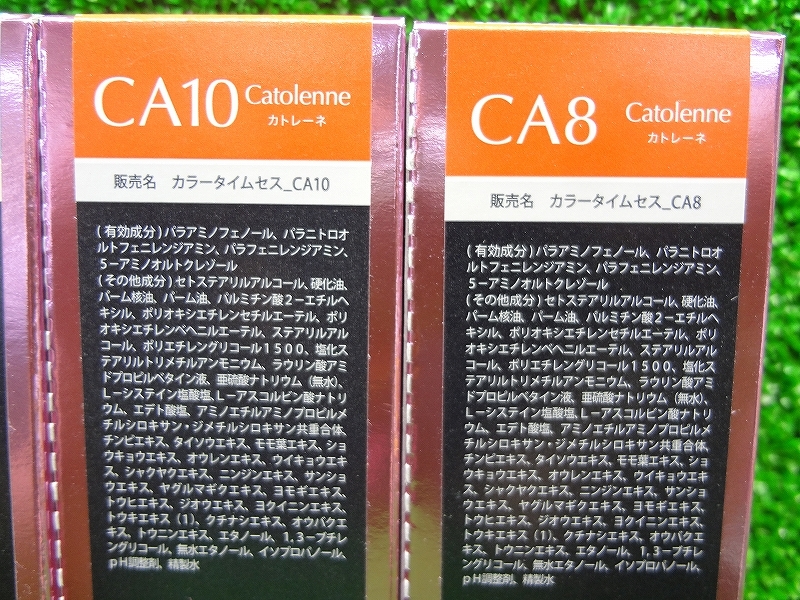 CA10 Catolenne
カトレーネ
販売名 カラータイムセス_CA10
(有効成分)パラアミノフェノール、パラニトロオ
ルトフェニレンジアミン、パラフェニレンジアミン、
5-アミノオルトクレゾール
(その他成分)セトステアリルアルコール、硬化油、
パーム核油、パーム油、パルミチン酸2-エチルヘ
キシル、ポリオキシエチレンセチルエーテル、ポリ
オキシエチレンベヘニルエーテル、ステアリルアル
コール、ポリエチレングリコール1500、塩化ス
テアリルトリメチルアンモニウム、ラウリン酸アミ
ドプロピルベタイン液、亜硫酸ナトリウム(無水)、
L-システイン塩酸塩、L-アスコルビン酸ナトリ
ウム、エデト酸塩、アミノエチルアミノプロピルメ
チルシロキサン・ジメチルシロキサン共重合体、
チンピエキス、タイソウエキス、モモ葉エキス、ショ
ウキョウエキス、オウレンエキス、ウイキョウエキ
ス、シャクヤクエキス、ニンジンエキス、サンショ
ウエキス、ヤグルマギクエキス、ヨモギエキス、
トウヒエキス、ジオウエキス、ヨクイニンエキス、
トウキエキス(1)、クチナシエキス、オウバクエ
キス、トウニンエキス、エタノール、1,3-ブチ
レングリコール、無水エタノール、イソプロパノール、
pH調整剤、精製水
CA8 Catolenne
カトレーネ
販売名 カラータイムセス_CA8
(有効成分)パラアミノフェノール、パラニトロオ
ルトフェニレンジアミン、パラフェニレンジアミン、
5-アミノオルトクレゾール
(その他成分)セトステアリルアルコール、硬化油、
パーム核油、パーム油、パルミチン酸2-エチルヘ
キシル、ポリオキシエチレンセチルエーテル、ポリ
オキシエチレンベヘニルエーテル、ステアリルアル
コール、ポリエチレングリコール1500、塩化ス
テアリルトリメチルアンモニウム、ラウリン酸アミ
ドプロピルベタイン液、亜硫酸ナトリウム(無水)、
L-システイン塩酸塩、L-アスコルビン酸ナトリ
ウム、エデト酸塩、アミノエチルアミノプロピルメ
チルシロキサン・ジメチルシロキサン共重合体、
チンピエキス、タイソウエキス、モモ葉エキス、ショ
ウキョウエキス、オウレンエキス、ウイキョウエキ
ス、シャクヤクエキス、ニンジンエキス、サンショ
ウエキス、ヤグルマギクエキス、ヨモギエキス、
トウヒエキス、ジオウエキス、ヨクイニンエキス、
トウキエキス(1)、クチナシエキス、オウバクエ
キス、トウニンエキス、エタノール、1,3-ブチ
レングリコール、無水エタノール、イソプロパノール、
pH調整剤、精製水